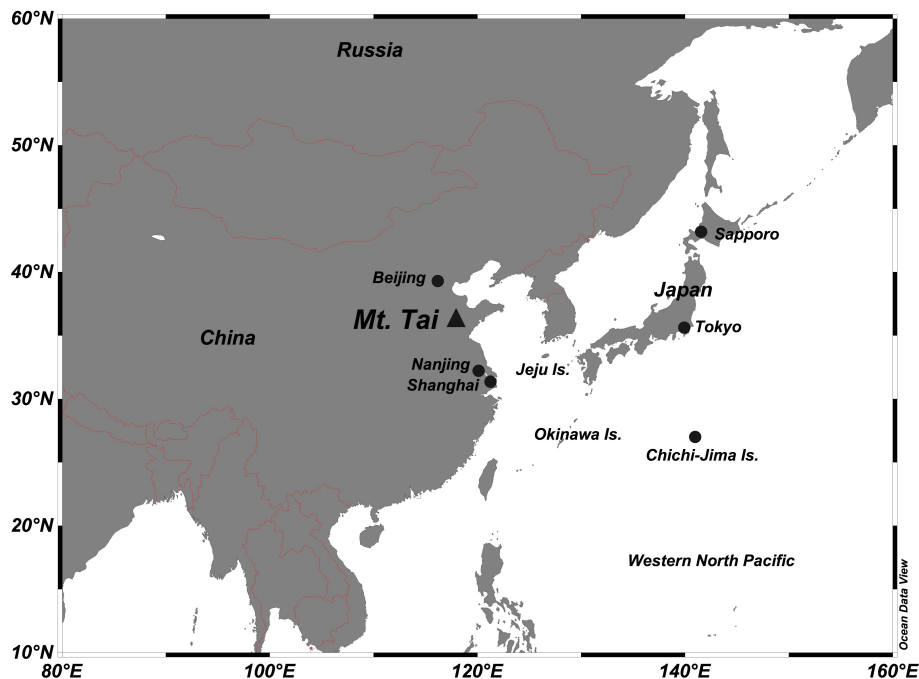 60°N
Russia
50°N
Sapporo
40°N
Beijing
Japan
Mt. Tai
Tokyo
China
Nanjing
Jeju Is.
Shanghai
30°N
Okinawa Is.
Chichi-Jima Is.
20°N
Western North Pacific
Ocean Data View
10°N
80°E
100°E
120°E
140°E
160°E